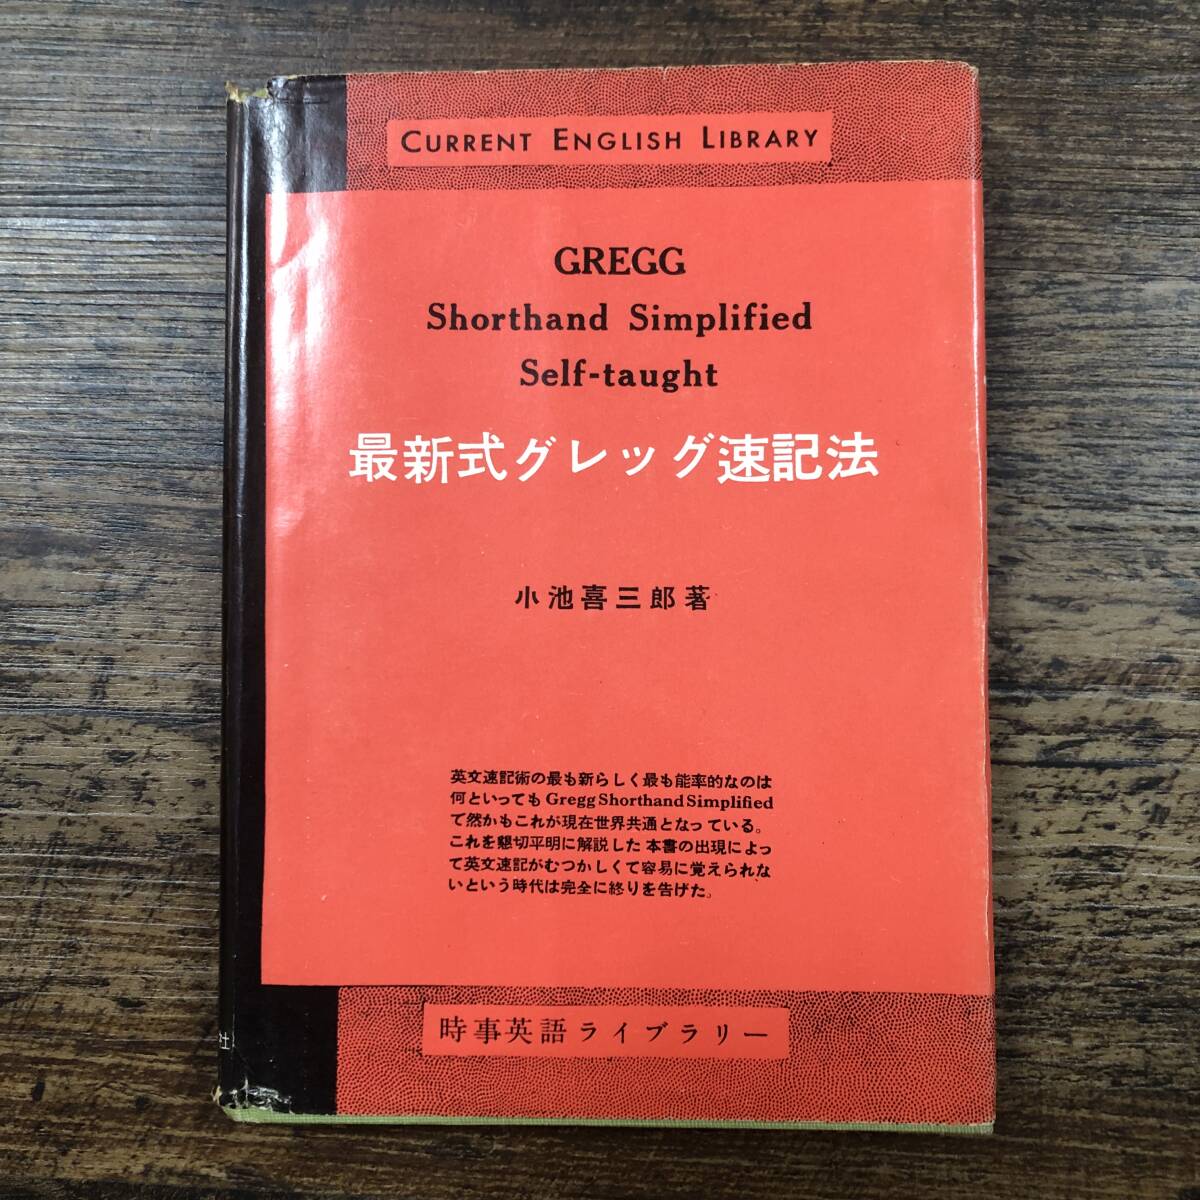 CURRENT ENGLISH LIBRARY
GREGG
Shorthand Simplified
Self-taught
最新式グレッグ速記法
小池喜三郎著
英文速記術の最も新らしく最も能率的なのは
何といってもGregg Shorthand Simplified
で然かもこれが現在世界共通となっている。
これを懇切平明に解説した本書の出現によっ
て英文速記がむつかしくて容易に覚えられな
いという時代は完全に終りを告げた。
時事英語ライブラリー
社